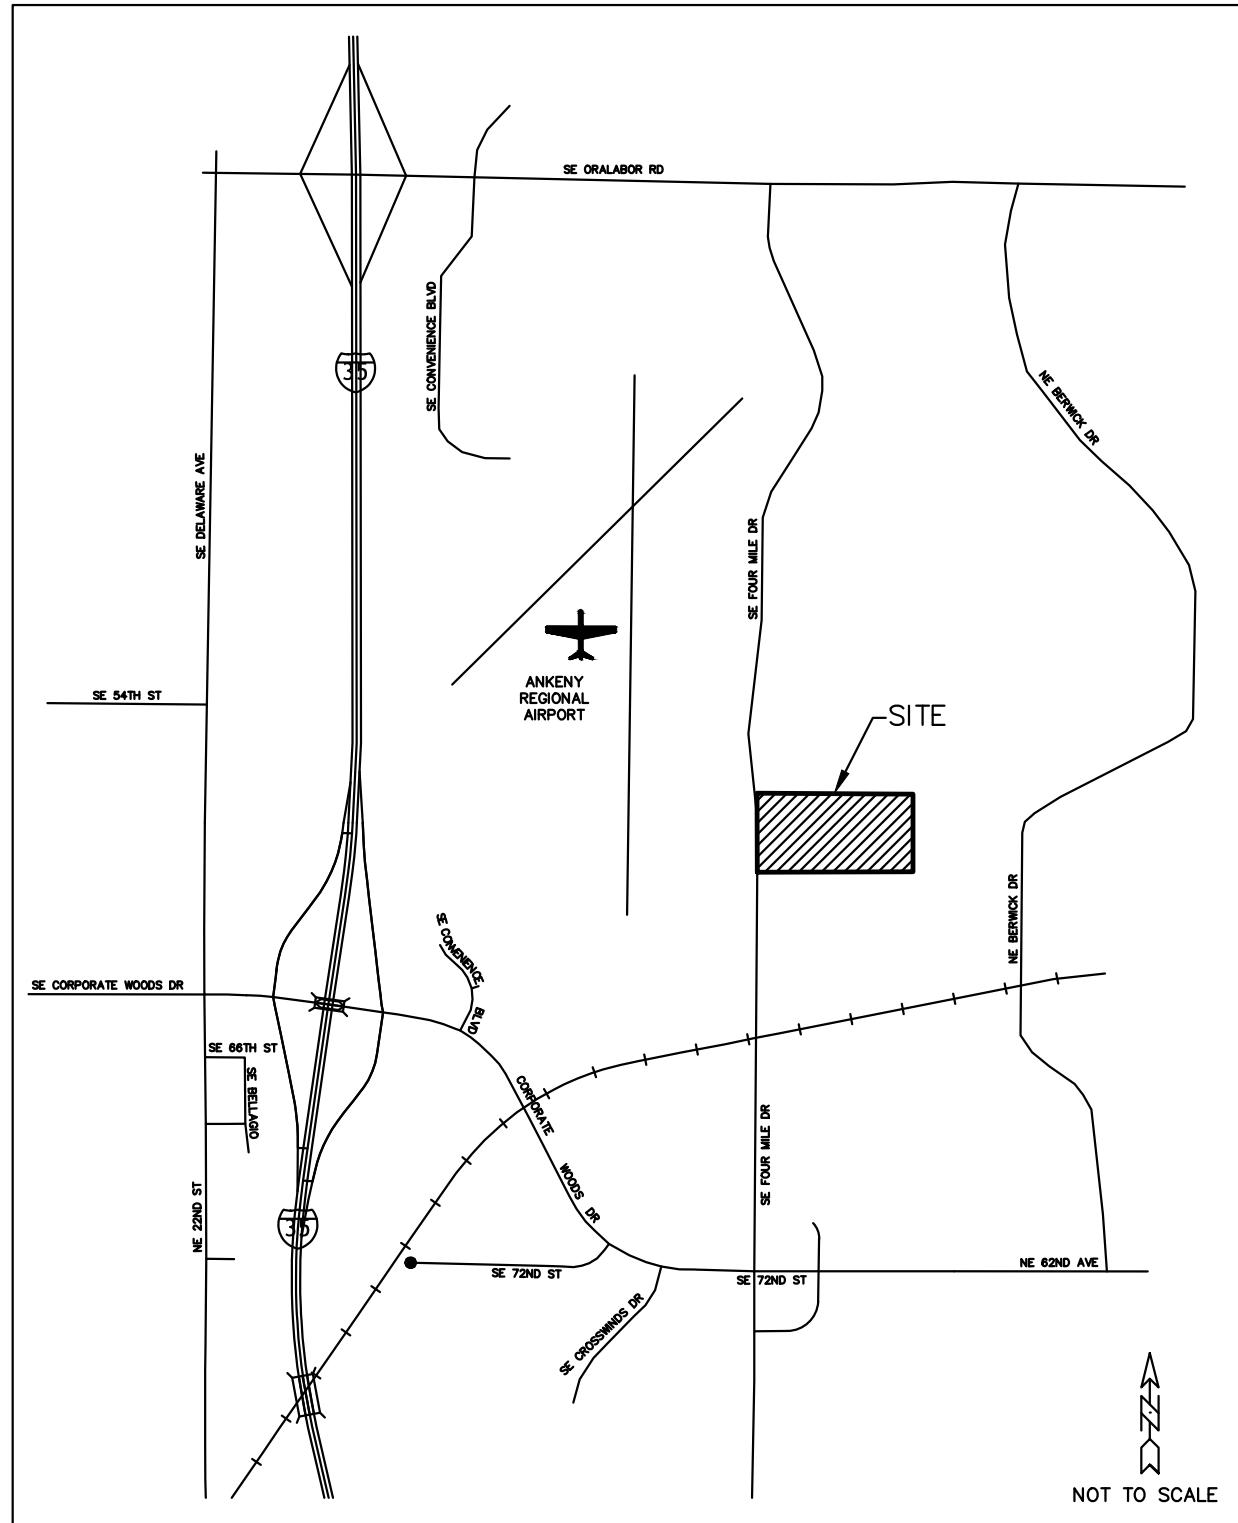 SE ORALABOR RD
SE CONVENIENCE BLVD
35
NE BERWICK DR
SE DELAWARE AVE
SE FOUR MILE DR
ANKENY
REGIONAL
AIRPORT
SE 54TH ST
SITE
NE BERWICK DR
SE CONVENIENCE
BLVD
SE CORPORATE WOODS DR
SE 66TH ST
SE BELLAGIO
CORPORATE
WOODS DR
SE FOUR MILE DR
NE 22ND ST
35
SE 72ND ST
SE 72ND ST
NE 62ND AVE
SE CROSSWINDS DR
N
NOT TO SCALE